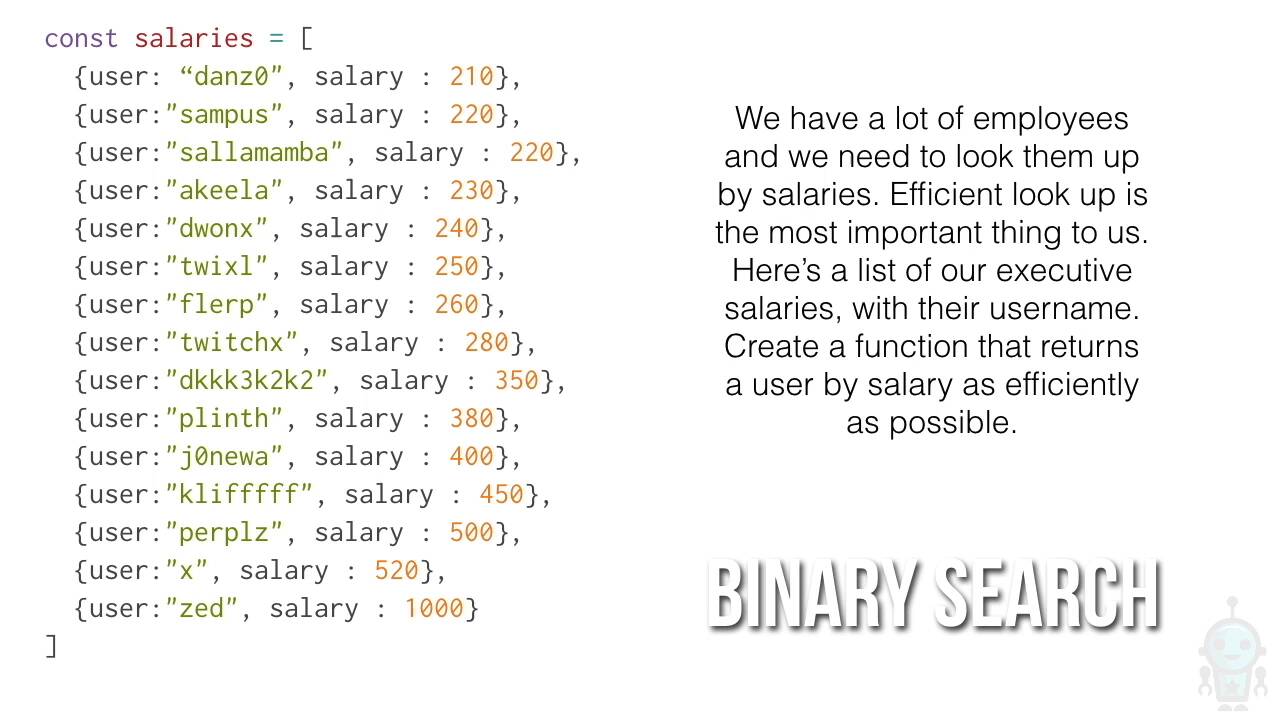 const salaries = [
{user: “danz0", salary : 210},
{user:"sampus", salary : 220},
{user:"sallamamba", salary : 220},
{user:"akeela", salary : 230},
{user:"dwonx", salary : 240},
{user:"twixl", salary : 250},
{user:"flerp", salary : 260},
{user:"twitchx", salary : 280},
{user:"dkkk3k2k2", salary : 350},
{user:"plinth", salary : 380},
{user:"j0newa", salary : 400},
{user:"klifffff", salary : 450},
{user:"perplz", salary : 500},
{user:"x", salary : 520},
{user:"zed", salary : 1000}
]
We have a lot of employees
and we need to look them up
by salaries. Efficient look up is
the most important thing to us.
Here’s a list of our executive
salaries, with their username.
Create a function that returns
a user by salary as efficiently
as possible.
BINARY SEARCH